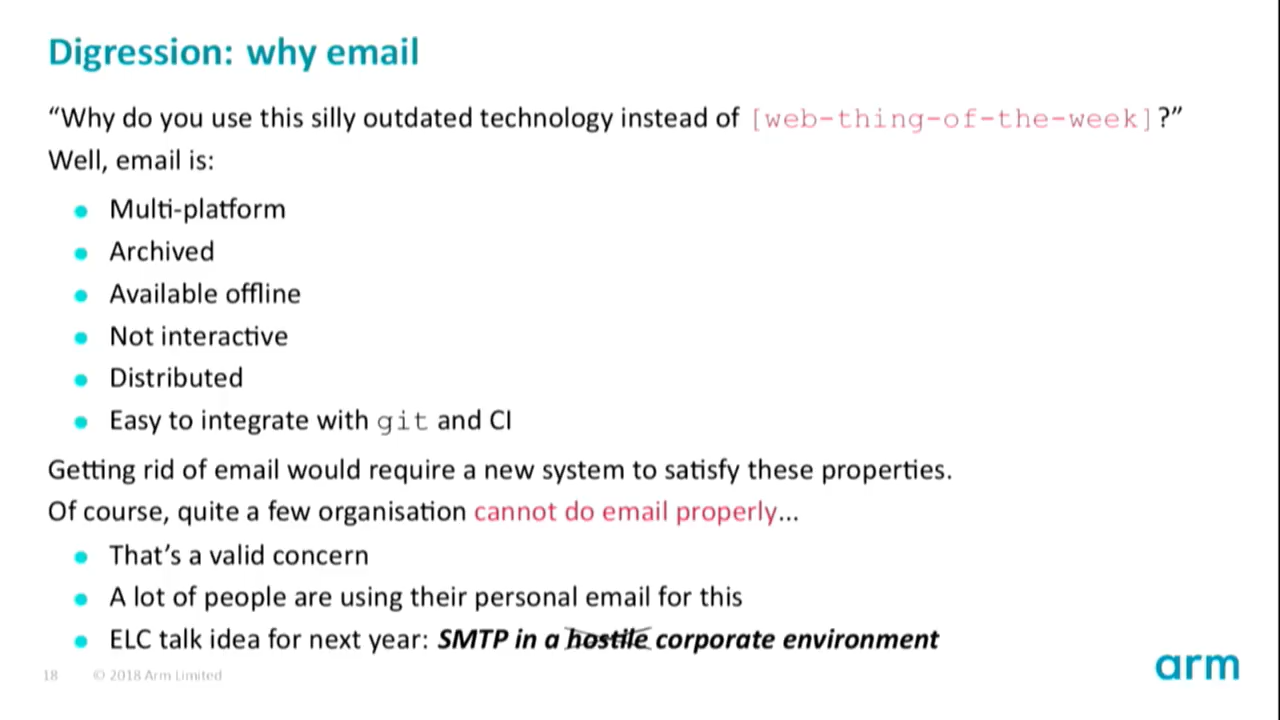 Digression: why email
“Why do you use this silly outdated technology instead of [web-thing-of-the-week]?”
Well, email is:
Multi-platform
Archived
Available offline
Not interactive
Distributed
Easy to integrate with git and CI
Getting rid of email would require a new system to satisfy these properties.
Of course, quite a few organisation cannot do email properly...
That’s a valid concern
A lot of people are using their personal email for this
ELC talk idea for next year: SMTP in a hostile corporate environment
18 © 2018 Arm Limited
arm